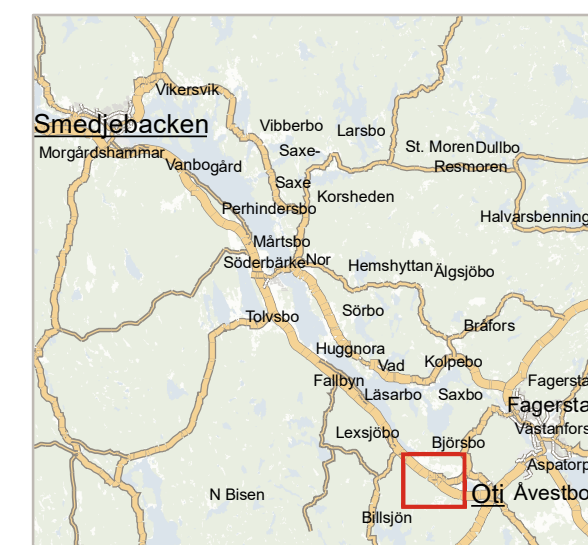 Vikersvik
Smedjebacken
Vibberbo
Larsbo
Morgårdshammar
Saxe-
St. Moren
Dullbo
Vanbogård
Resmoren
Saxe
Korsheden
Perhindersbo
Halvarsbenning
Mårtsbo
Söderbärke
Nor
Hemshyttan
Älgsjöbo
Tolvsbo
Sörbo
Bråfors
Huggnora
Vad
Kolpebo
Fallbyn
Fagersta
Läsarbo
Saxbo
Fagersta
Västanfors
Lexsjöbo
Björsbo
Aspatorp
N Bisen
Oti
Åvestbo
Billsjön